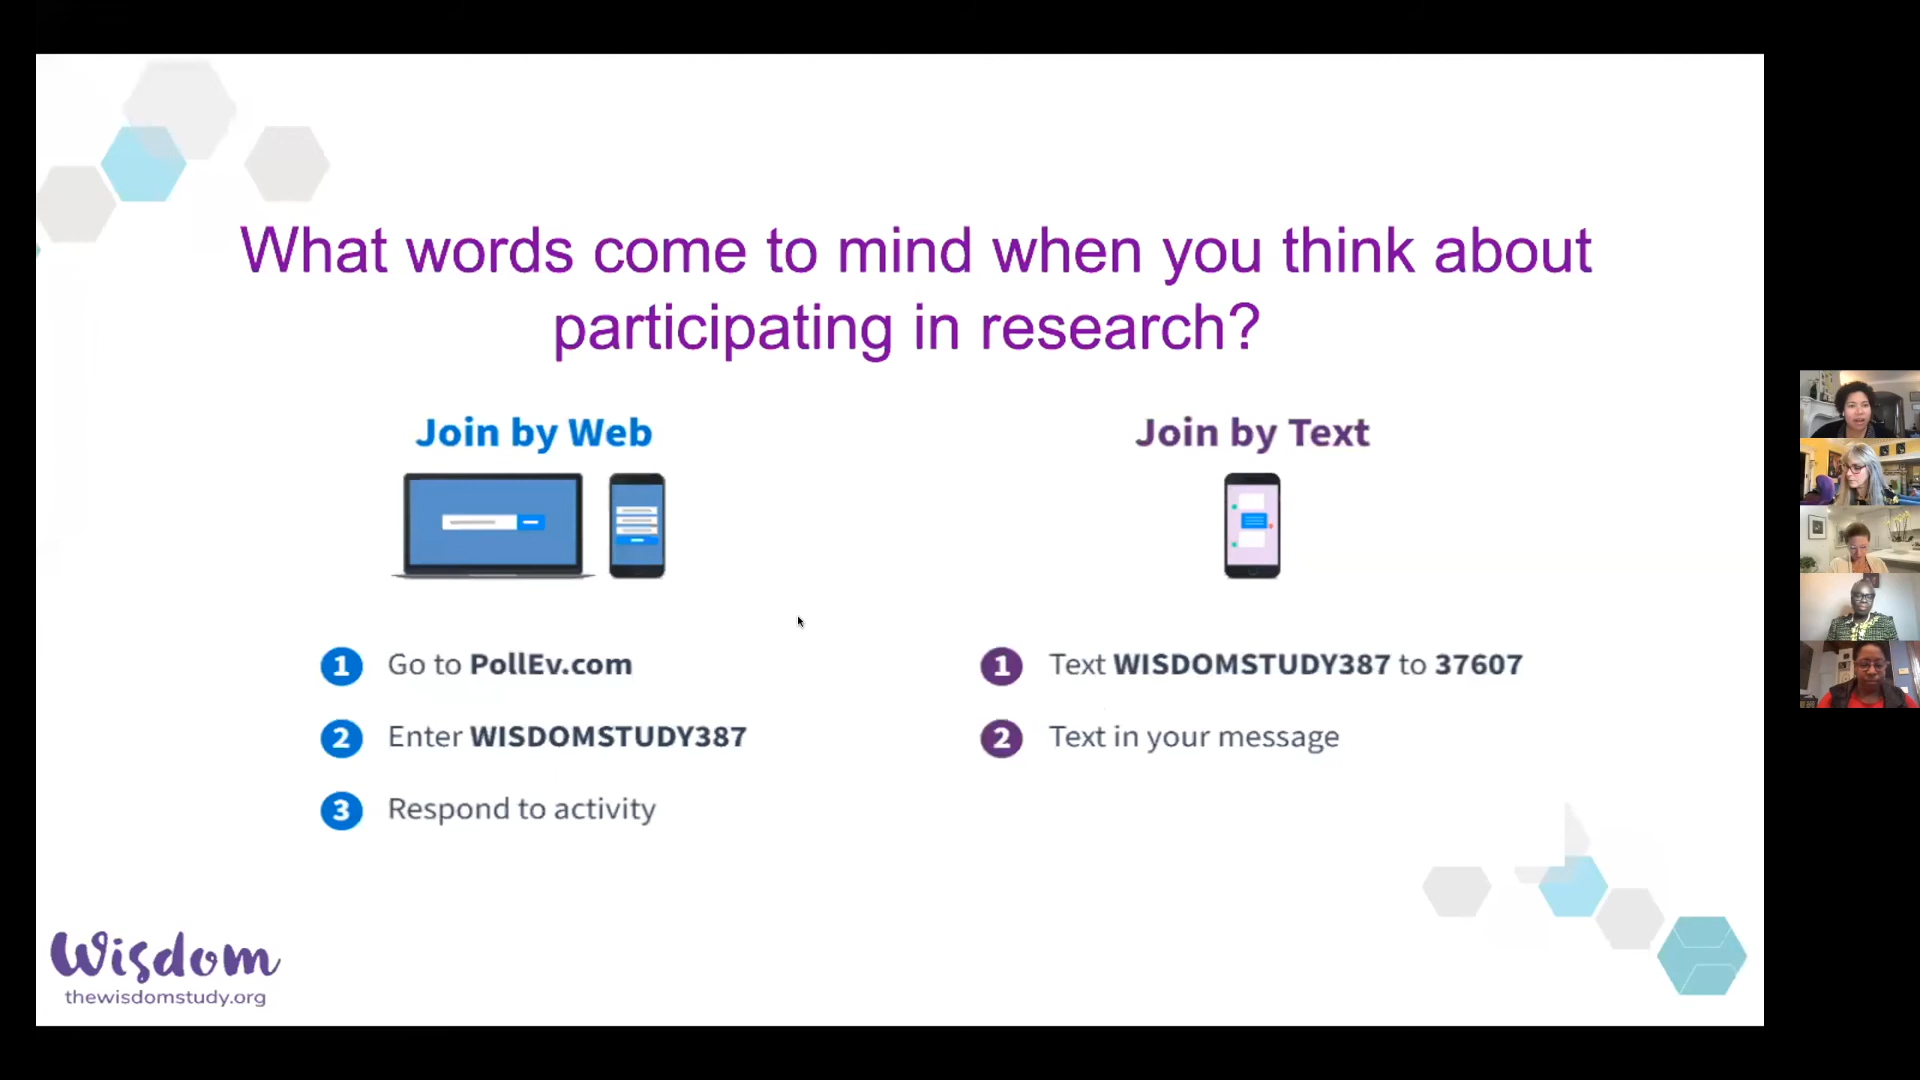 What words come to mind when you think about
participating in research?
Join by Web
1 Go to PollEv.com
2 Enter WISDOMSTUDY387
3 Respond to activity
Join by Text
1 Text WISDOMSTUDY387 to 37607
2 Text in your message
Wisdom
thewisdomstudy.org